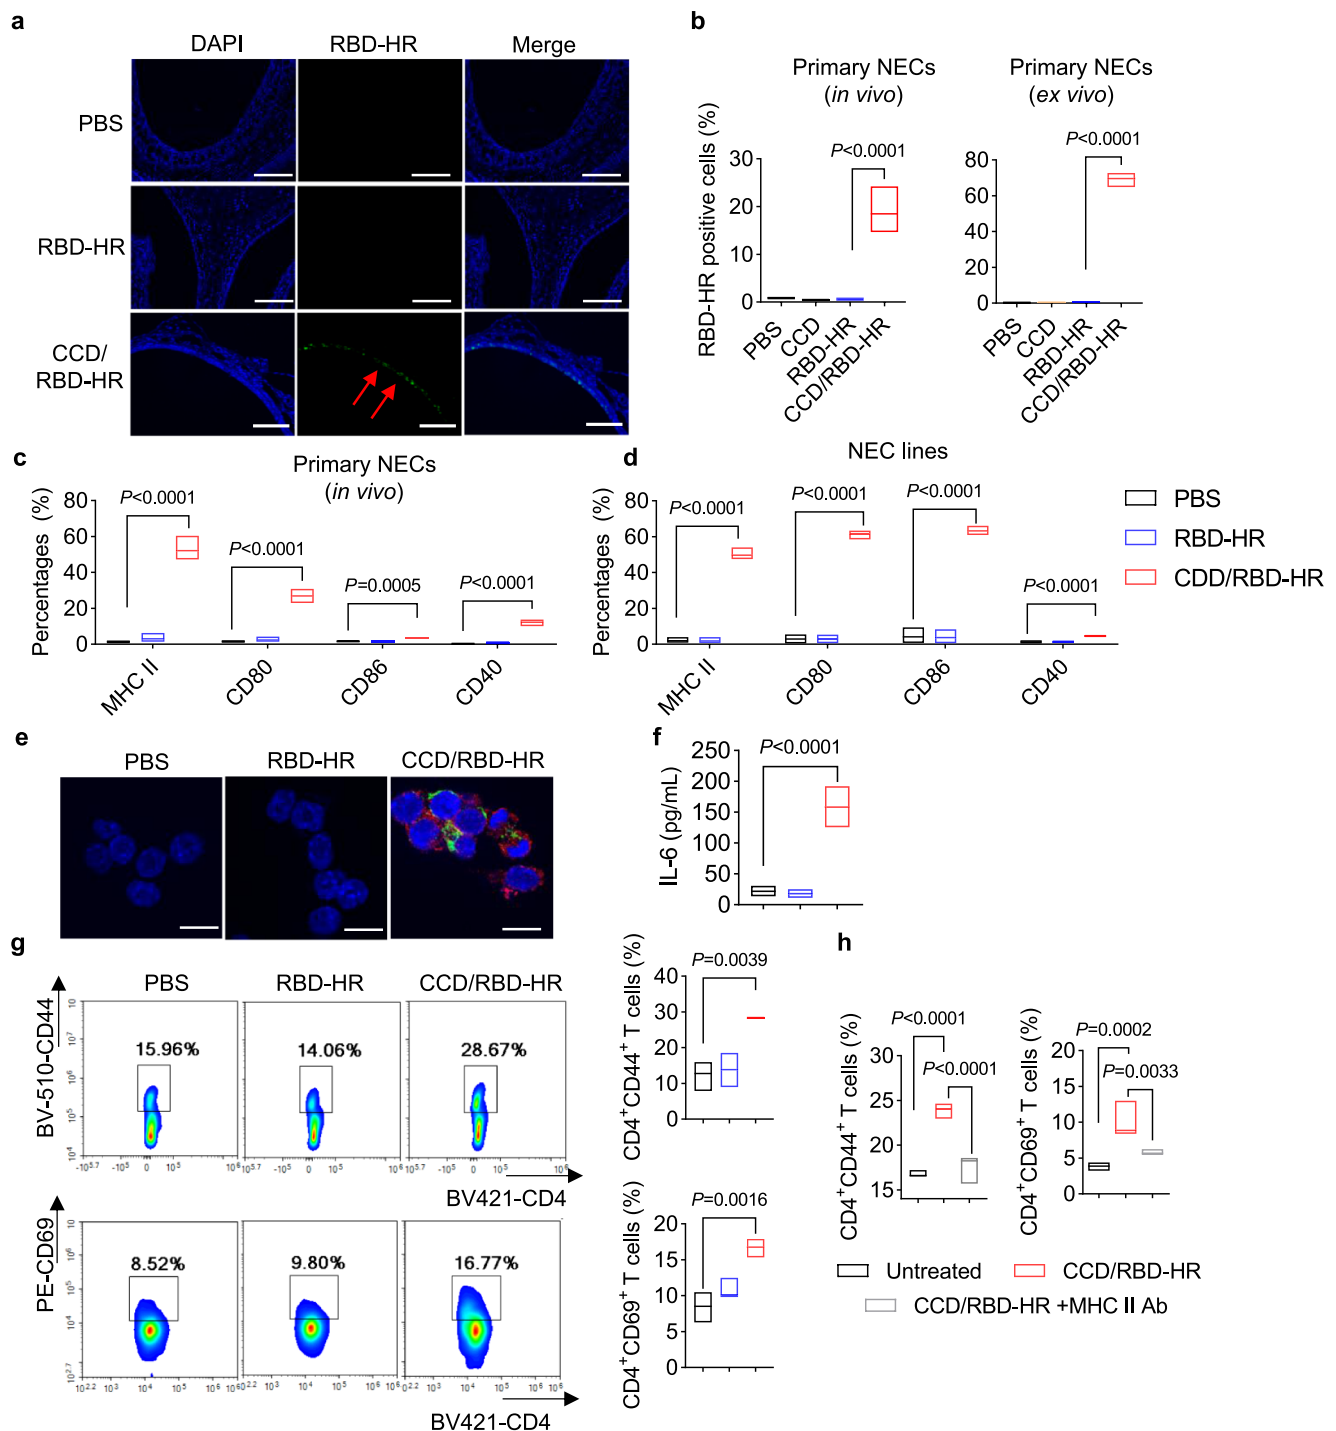 a
DAPI RBD-HR Merge
PBS
RBD-HR
CCD/
RBD-HR
b
Primary NECs
(in vivo)
Primary NECs
(ex vivo)
RBD-HR positive cells (%)
P<0.0001
30
20
10
0
PBS
CCD
RBD-HR
CCD/RBD-HR
P<0.0001
80
60
40
20
0
PBS
CCD
RBD-HR
CCD/RBD-HR
c
Primary NECs
(in vivo)
Percentages (%)
80
60
40
20
0
P<0.0001
P<0.0001
P=0.0005
P<0.0001
MHC II
CD80
CD86
CD40
d
NEC lines
Percentages (%)
80
60
40
20
0
P<0.0001
P<0.0001
P<0.0001
P<0.0001
MHC II
CD80
CD86
CD40
PBS
RBD-HR
CDD/RBD-HR
e
PBS RBD-HR CCD/RBD-HR
f
IL-6 (pg/mL)
P<0.0001
250
200
150
100
50
0
g
PBS RBD-HR CCD/RBD-HR
BV-510-CD44
15.96% 14.06% 28.67%
BV421-CD4
PE-CD69
8.52% 9.80% 16.77%
BV421-CD4
CD4+CD44+ T cells (%)
P=0.0039
40
30
20
10
0
CD4+CD69+ T cells (%)
P=0.0016
20
15
10
5
0
h
CD4+CD44+ T cells (%)
P<0.0001
P<0.0001
30
25
20
15
CD4+CD69+ T cells (%)
P=0.0002
P=0.0033
20
15
10
5
0
Untreated CCD/RBD-HR
CCD/RBD-HR +MHC II Ab